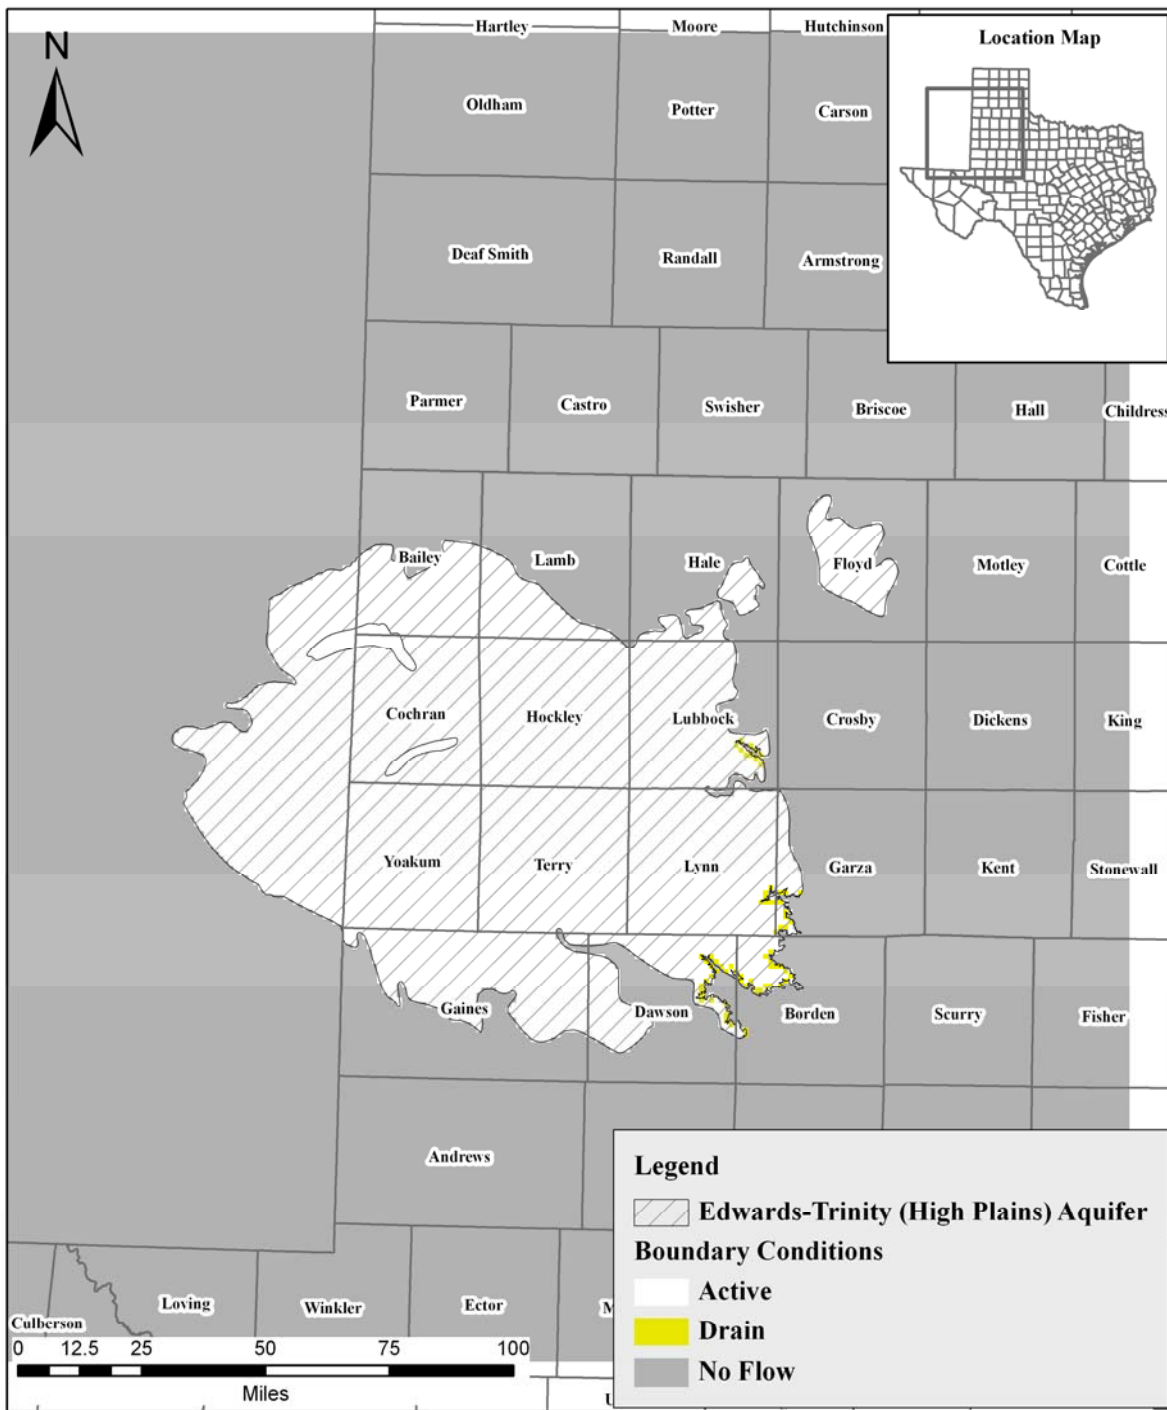 Hartley Moore Hutchinson
Location Map
N
Oldham Potter Carson
Deaf Smith Randall Armstrong
Parmer Castro Swisher Briscoe Hall Childress
Bailey Lamb Hale Floyd Motley Cottle
Cochran Hockley Lubbock Crosby Dickens King
Yoakum Terry Lynn Garza Kent Stonewall
Gaines Dawson Borden Scurry Fisher
Andrews
Legend
Edwards-Trinity (High Plains) Aquifer
Boundary Conditions
Active
Drain
No Flow
Culberson Loving Winkler Ector M
0 12.5 25 50 75 100
Miles